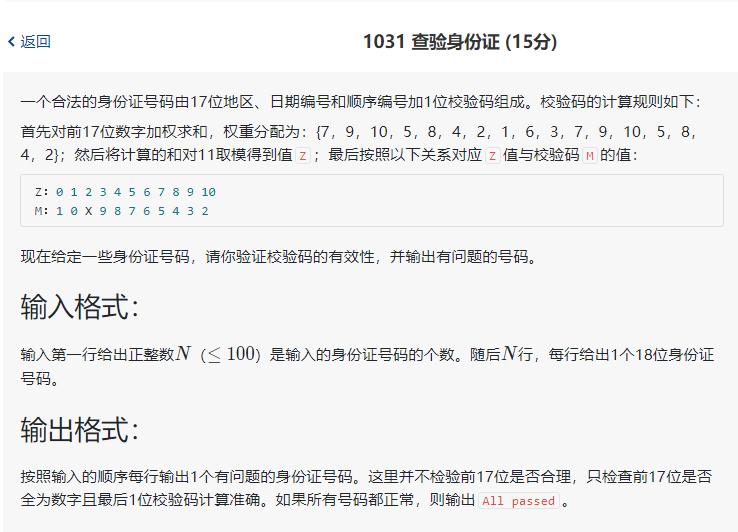 返回
1031 查验身份证 (15分)
一个合法的身份证号码由17位地区、日期编号和顺序编号加1位校验码组成。校验码的计算规则如下：
首先对前17位数字加权求和，权重分配为：{7，9，10，5，8，4，2，1，6，3，7，9，10，5，8，
4，2}；然后将计算的和对11取模得到值 Z ；最后按照以下关系对应 Z 值与校验码 M 的值：
Z：0 1 2 3 4 5 6 7 8 9 10
M：1 0 X 9 8 7 6 5 4 3 2
现在给定一些身份证号码，请你验证校验码的有效性，并输出有问题的号码。
输入格式：
输入第一行给出正整数N（≤ 100）是输入的身份证号码的个数。随后N行，每行给出1个18位身份证
号码。
输出格式：
按照输入的顺序每行输出1个有问题的身份证号码。这里并不检验前17位是否合理，只检查前17位是否
全为数字且最后1位校验码计算准确。如果所有号码都正常，则输出 All passed 。